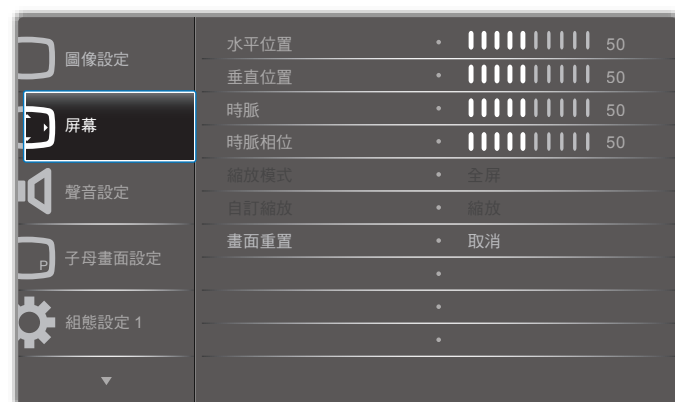 圖像設定
屏幕
聲音設定
P
子母畫面設定
組態設定 1
水平位置 • 50
垂直位置 • 50
時脈 • 50
時脈相位 • 50
縮放模式 • 全屏
自訂縮放 • 縮放
畫面重置 • 取消
•
•
•